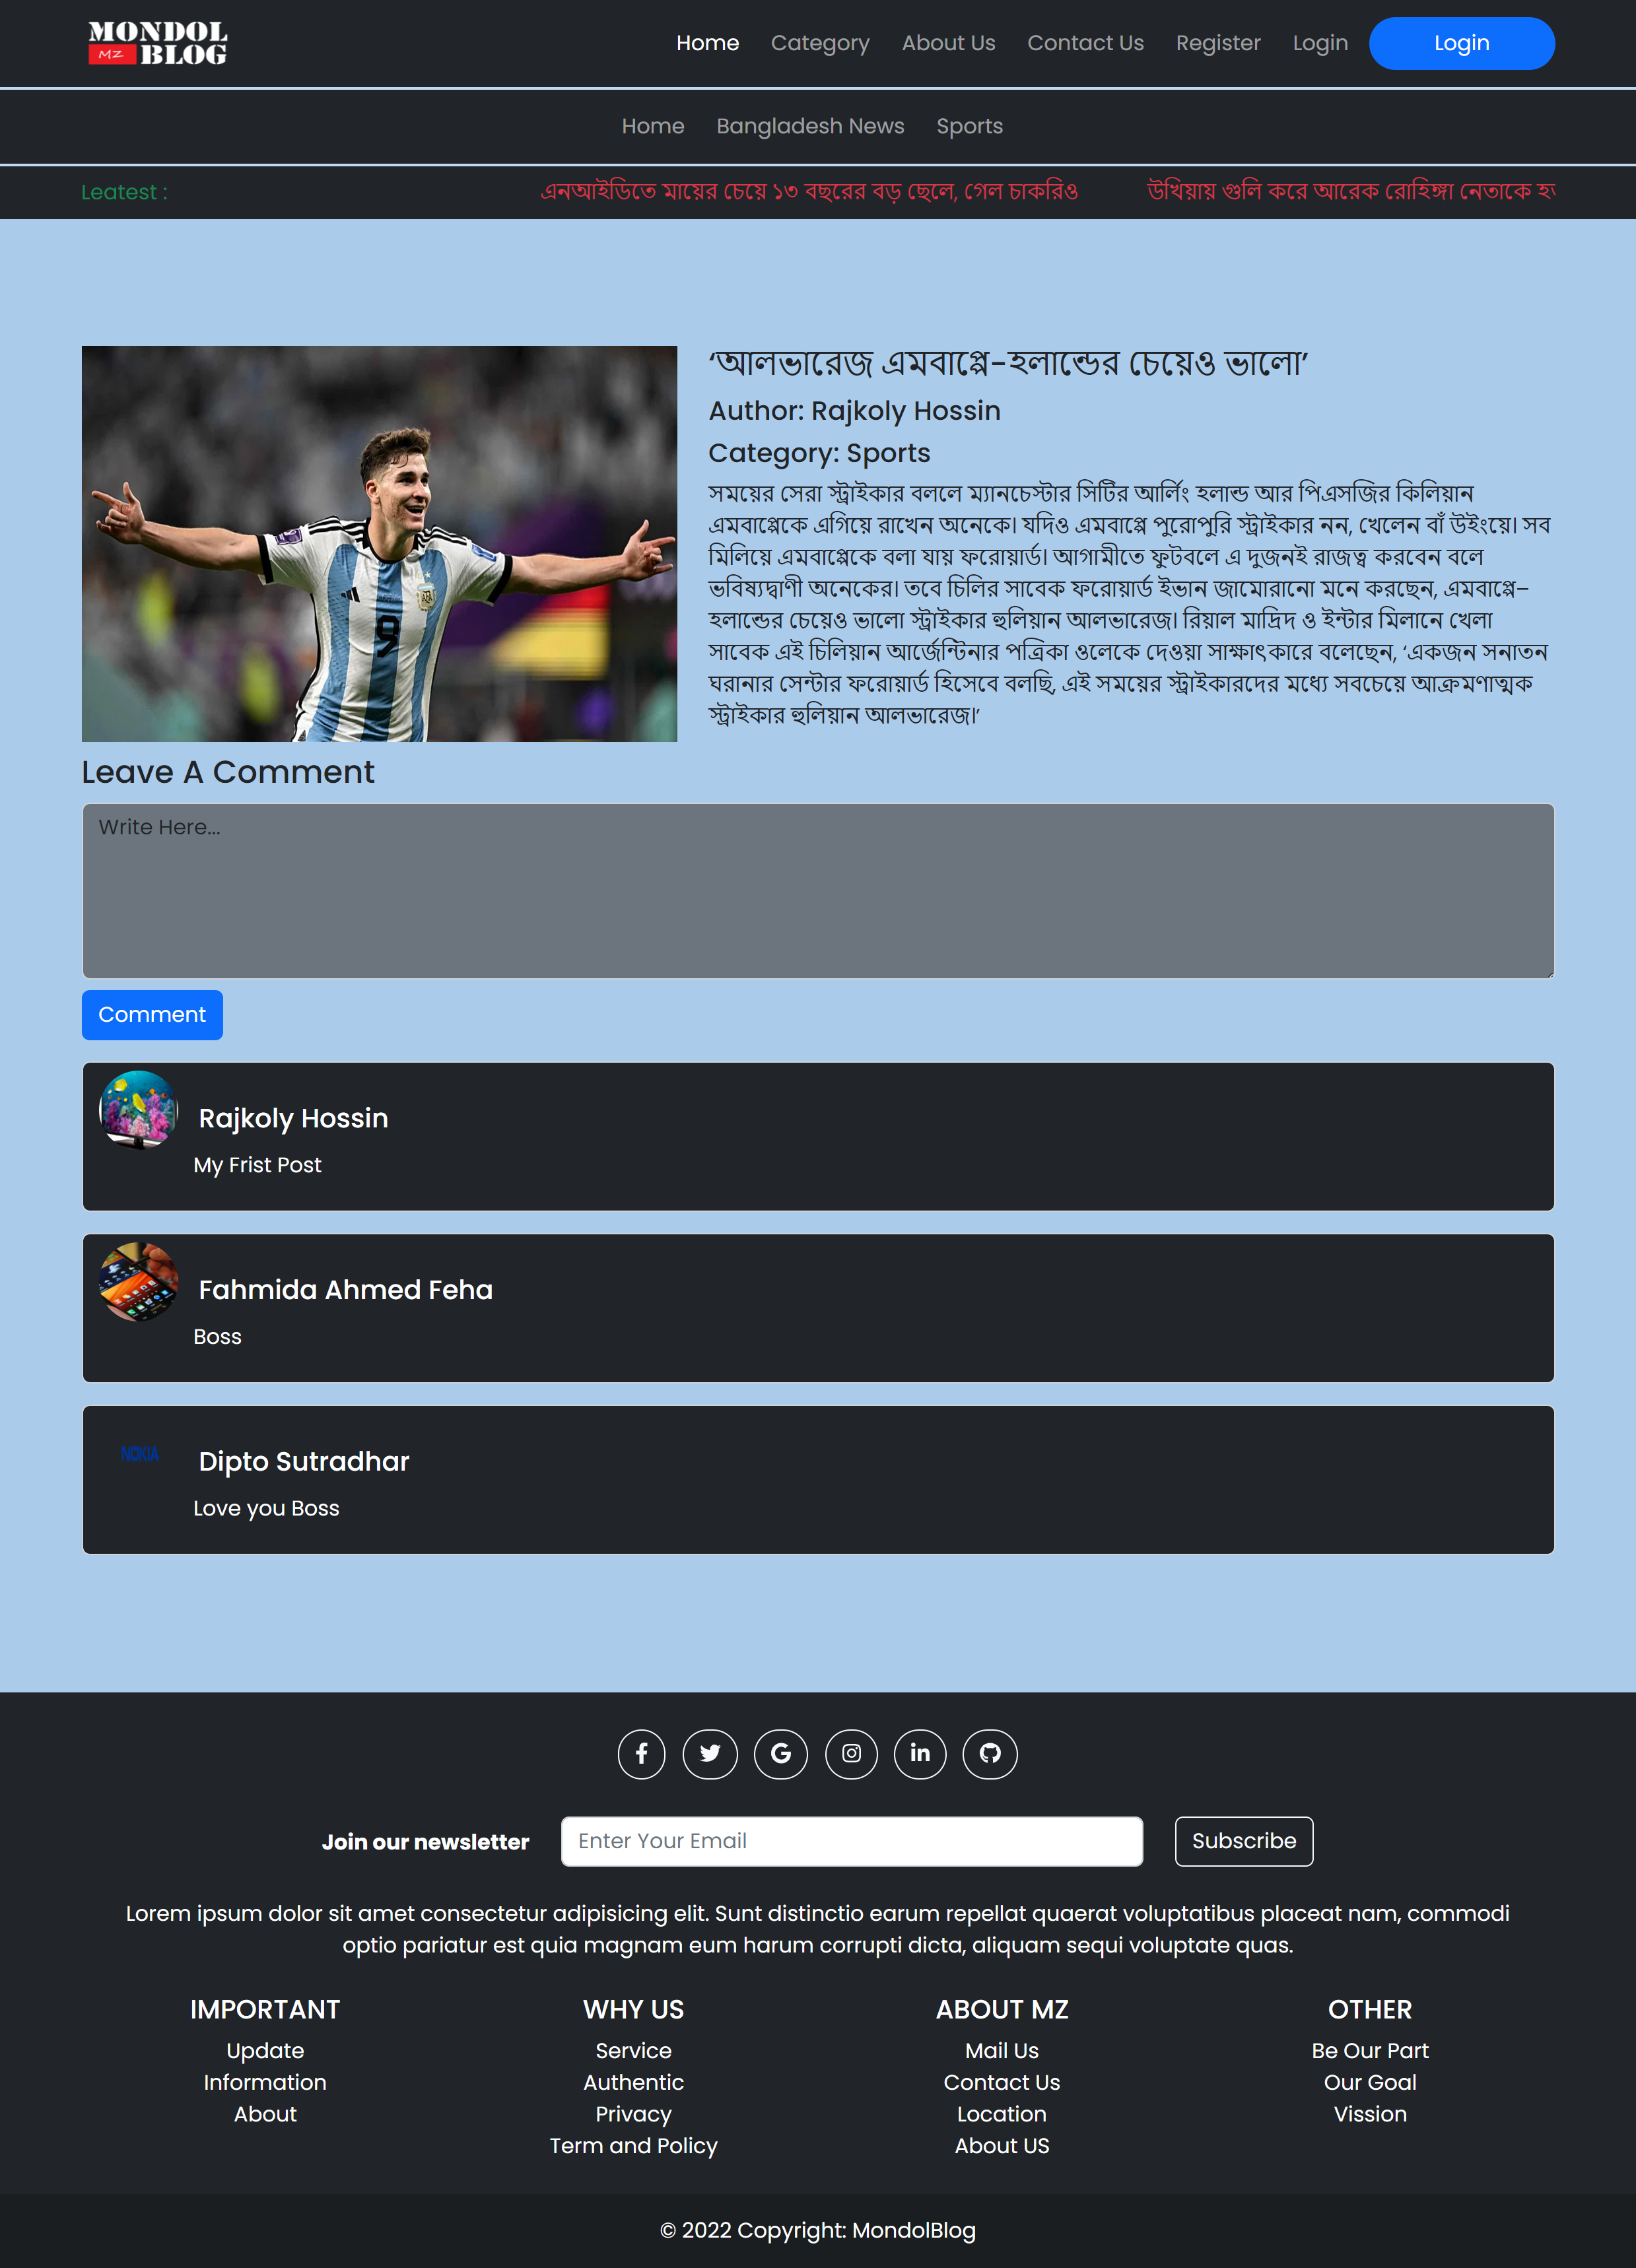 MONDOL
MZ BLOG
Home Category About Us Contact Us Register Login Login
Home Bangladesh News Sports
Leatest : এনআইডিতে মায়ের চেয়ে ১৩ বছরের বড় ছেলে, গেল চাকরিও উখিয়ায় গুলি করে আরেক রোহিঙ্গা নেতাকে
‘আলভারেজ এমবাপ্পে-হলান্ডের চেয়েও ভালো’
Author: Rajkoly Hossin
Category: Sports
সময়ের সেরা স্ট্রাইকার বললে ম্যানচেস্টার সিটির আর্লিং হলান্ড আর পিএসজির কিলিয়ান
এমবাপ্পেকে এগিয়ে রাখেন অনেকে। যদিও এমবাপ্পে পুরোপুরি স্ট্রাইকার নন, খেলেন বাঁ উইংয়ে। সব
মিলিয়ে এমবাপ্পেকে বলা যায় ফরোয়ার্ড। আগামীতে ফুটবলে এ দুজনই রাজত্ব করবেন বলে
ভবিষ্যদ্বাণী অনেকের। তবে চিলির সাবেক ফরোয়ার্ড ইভান জামোরানো মনে করছেন, এমবাপ্পে–
হলান্ডের চেয়েও ভালো স্ট্রাইকার হুলিয়ান আলভারেজ। রিয়াল মাদ্রিদ ও ইন্টার মিলানে খেলা
সাবেক এই চিলিয়ান আর্জেন্টিনার পত্রিকা ওলেকে দেওয়া সাক্ষাৎকারে বলেছেন, ‘একজন সনাতন
ঘরানার সেন্টার ফরোয়ার্ড হিসেবে বলছি, এই সময়ের স্ট্রাইকারদের মধ্যে সবচেয়ে আক্রমণাত্মক
স্ট্রাইকার হুলিয়ান আলভারেজ।’
9
Leave A Comment
Write Here...
Comment
Rajkoly Hossin
My Frist Post
Fahmida Ahmed Feha
Boss
NOKIA
Dipto Sutradhar
Love you Boss
Join our newsletter Enter Your Email Subscribe
Lorem ipsum dolor sit amet consectetur adipisicing elit. Sunt distinctio earum repellat quaerat voluptatibus placeat nam, commodi
optio pariatur est quia magnam eum harum corrupti dicta, aliquam sequi voluptate quas.
IMPORTANT
Update
Information
About
WHY US
Service
Authentic
Privacy
Term and Policy
ABOUT MZ
Mail Us
Contact Us
Location
About US
OTHER
Be Our Part
Our Goal
Vission
© 2022 Copyright: MondolBlog